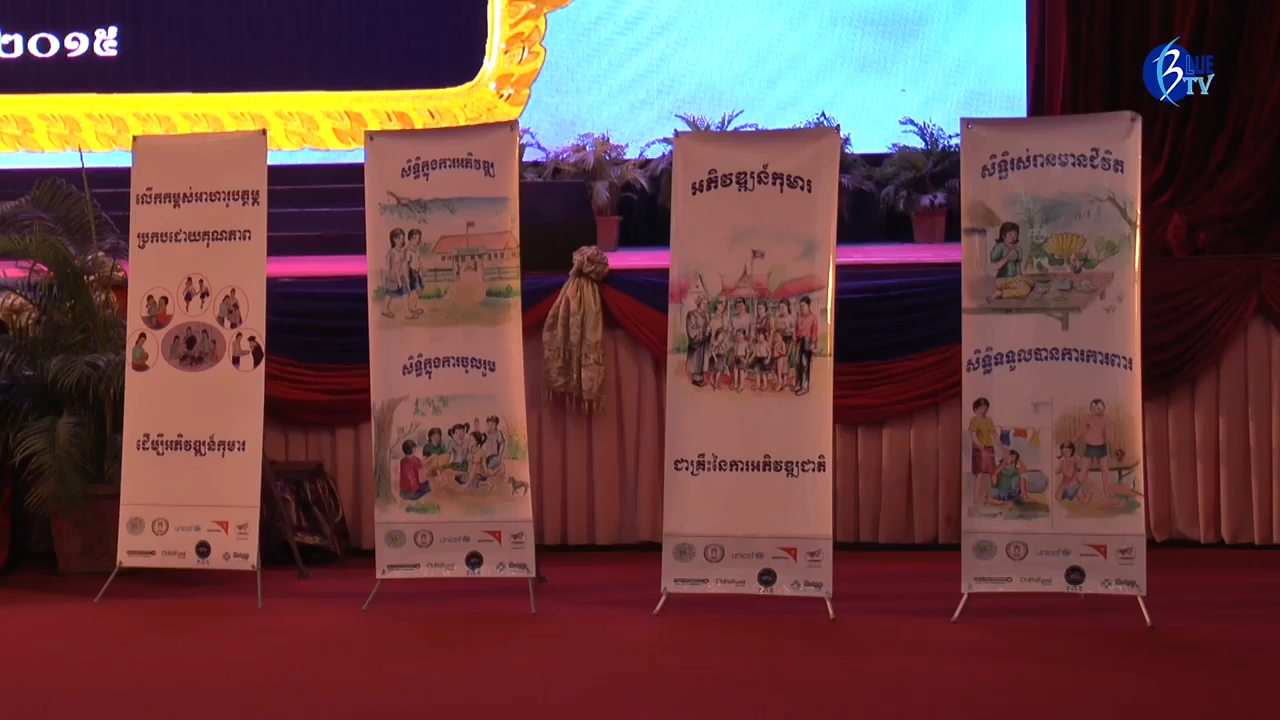 ២០១៥
BLUE TV
លើកកម្ពស់អាហារូបត្ថម្ភ
ប្រកបដោយគុណភាព
ដើម្បីអភិវឌ្ឍន៍កុមារ
unicef
ChildFund
សិទ្ធិក្នុងការអភិវឌ្ឍ
សិទ្ធិក្នុងការចូលរួម
unicef
អភិវឌ្ឍន៍កុមារ
ជាគ្រឹះនៃការអភិវឌ្ឍជាតិ
unicef
ChildFund
សិទ្ធិរស់រានមានជីវិត
សិទ្ធិទទួលបានការការពារ
unicef
ChildFund